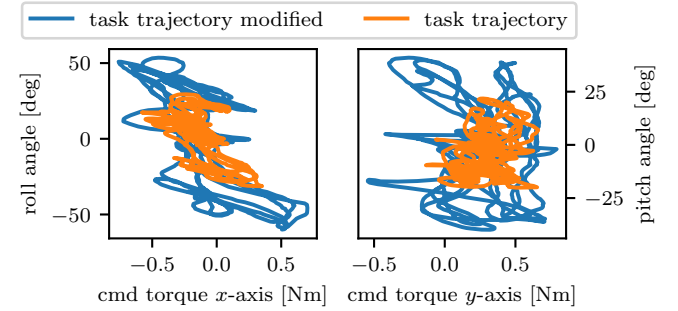 task trajectory modified task trajectory
roll angle [deg]
50
0
−50
−0.5 0.0 0.5
cmd torque x-axis [Nm]
25
0
−25
pitch angle [deg]
−0.5 0.0 0.5
cmd torque y-axis [Nm]